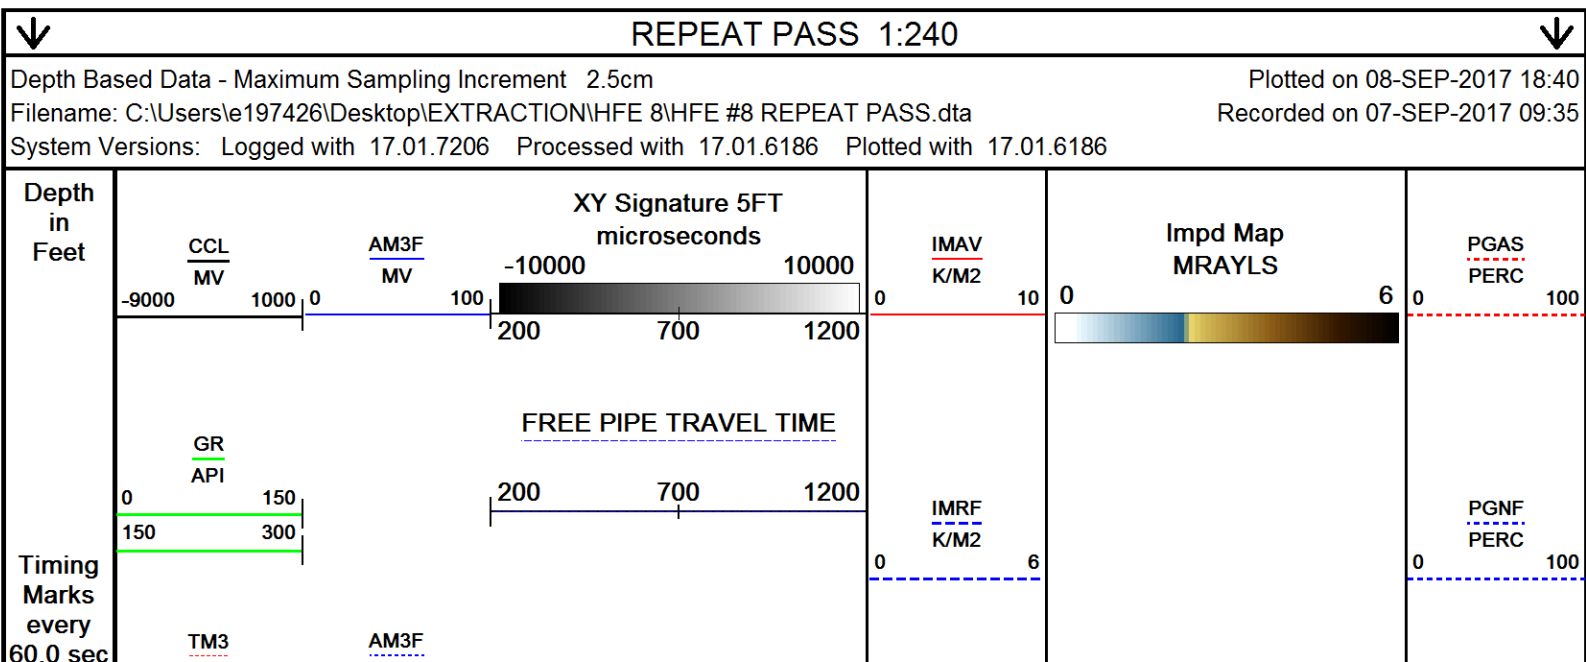 REPEAT PASS 1:240
Depth Based Data - Maximum Sampling Increment 2.5cm
Plotted on 08-SEP-2017 18:40
Filename: C:\Users\e197426\Desktop\EXTRACTION\HFE 8\HFE #8 REPEAT PASS.dta
Recorded on 07-SEP-2017 09:35
System Versions: Logged with 17.01.7206 Processed with 17.01.6186 Plotted with 17.01.6186
Depth
in
Feet
Timing
Marks
every
60.0 sec
CCL
MV
-9000 1000
GR
API
0 150
150 300
TM3
AM3F
MV
0 100
AM3F
XY Signature 5FT
microseconds
-10000 10000
200 700 1200
FREE PIPE TRAVEL TIME
200 700 1200
IMAV
K/M2
0 10
IMRF
K/M2
0 6
Impd Map
MRAYLS
0 6
PGAS
PERC
0 100
PGNF
PERC
0 100